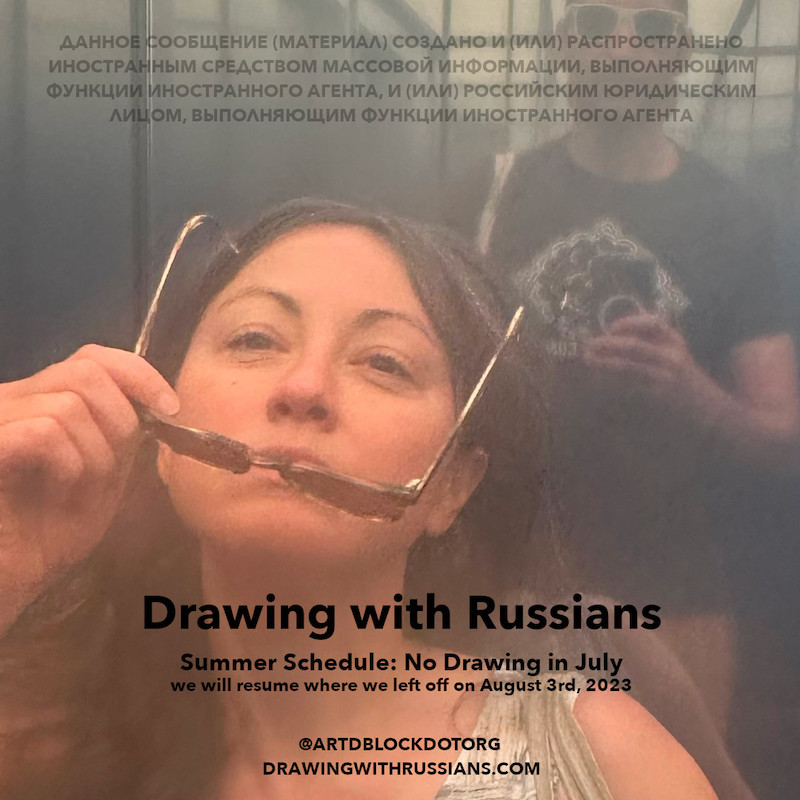 ДАННОЕ СООБЩЕНИЕ (МАТЕРИАЛ) СОЗДАНО И (ИЛИ) РАСПРОСТРАНЕНО
ИНОСТРАННЫМ СРЕДСТВОМ МАССОВОЙ ИНФОРМАЦИИ, ВЫПОЛНЯЮЩИМ
ФУНКЦИИ ИНОСТРАННОГО АГЕНТА, И (ИЛИ) РОССИЙСКИМ ЮРИДИЧЕСКИМ
ЛИЦОМ, ВЫПОЛНЯЮЩИМ ФУНКЦИИ ИНОСТРАННОГО АГЕНТА
Drawing with Russians
Summer Schedule: No Drawing in July
we will resume where we left off on August 3rd, 2023
@ARTDBLOCKDOTORG
DRAWINGWITHRUSSIANS.COM